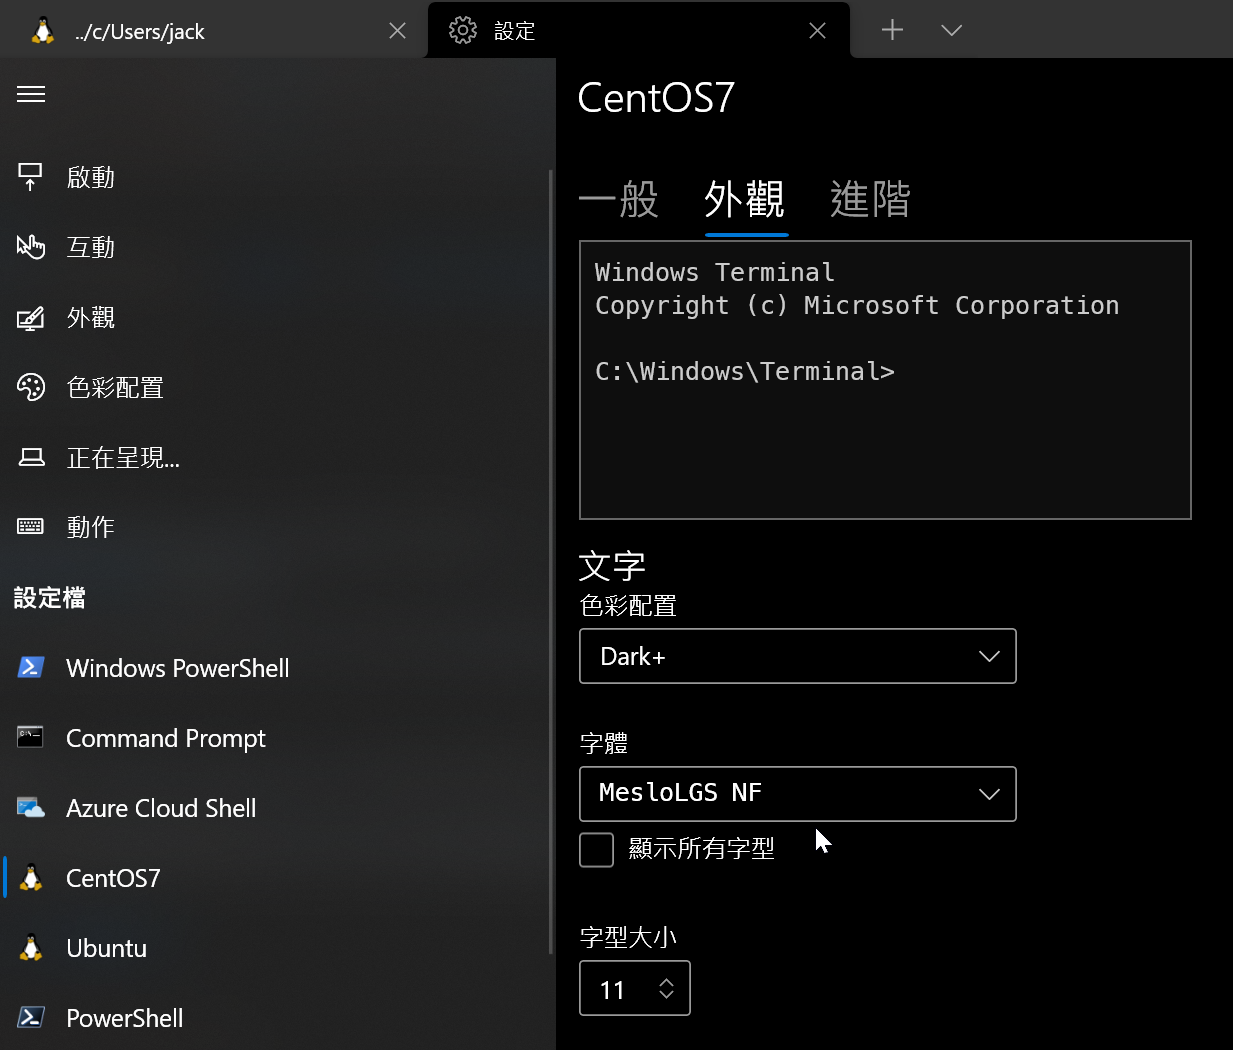 ../c/Users/jack
設定
啟動
互動
外觀
色彩配置
正在呈現...
動作
設定檔
Windows PowerShell
Command Prompt
Azure Cloud Shell
CentOS7
Ubuntu
PowerShell
CentOS7
一般 外觀 進階
Windows Terminal
Copyright (c) Microsoft Corporation
C:\Windows\Terminal>
文字
色彩配置
Dark+
字體
MesloLGS NF
顯示所有字型
字型大小
11